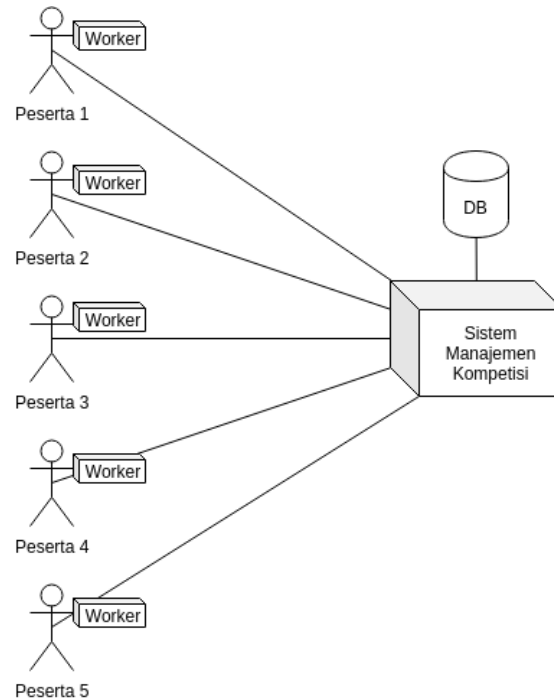 Worker
Peserta 1
Worker
Peserta 2
DB
Worker
Peserta 3
Sistem
Manajemen
Kompetisi
Worker
Peserta 4
Worker
Peserta 5